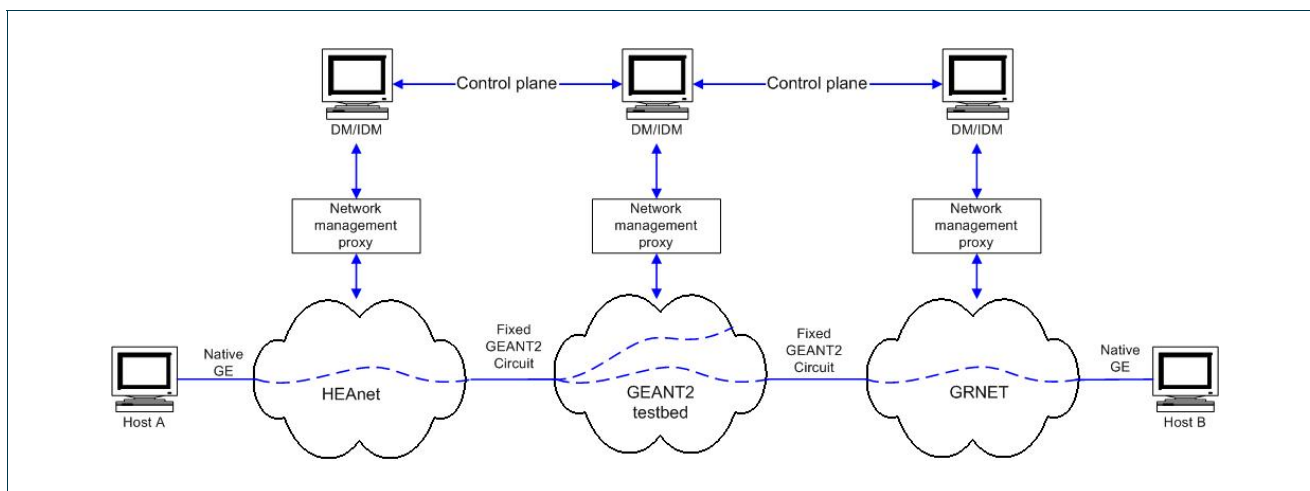 Control plane
Control plane
DM/IDM
DM/IDM
DM/IDM
Network
management
proxy
Network
management
proxy
Network
management
proxy
Native
GE
Fixed
GEANT2
Circuit
Fixed
GEANT2
Circuit
Native
GE
HEAnet
GEANT2
testbed
GRNET
Host A
Host B